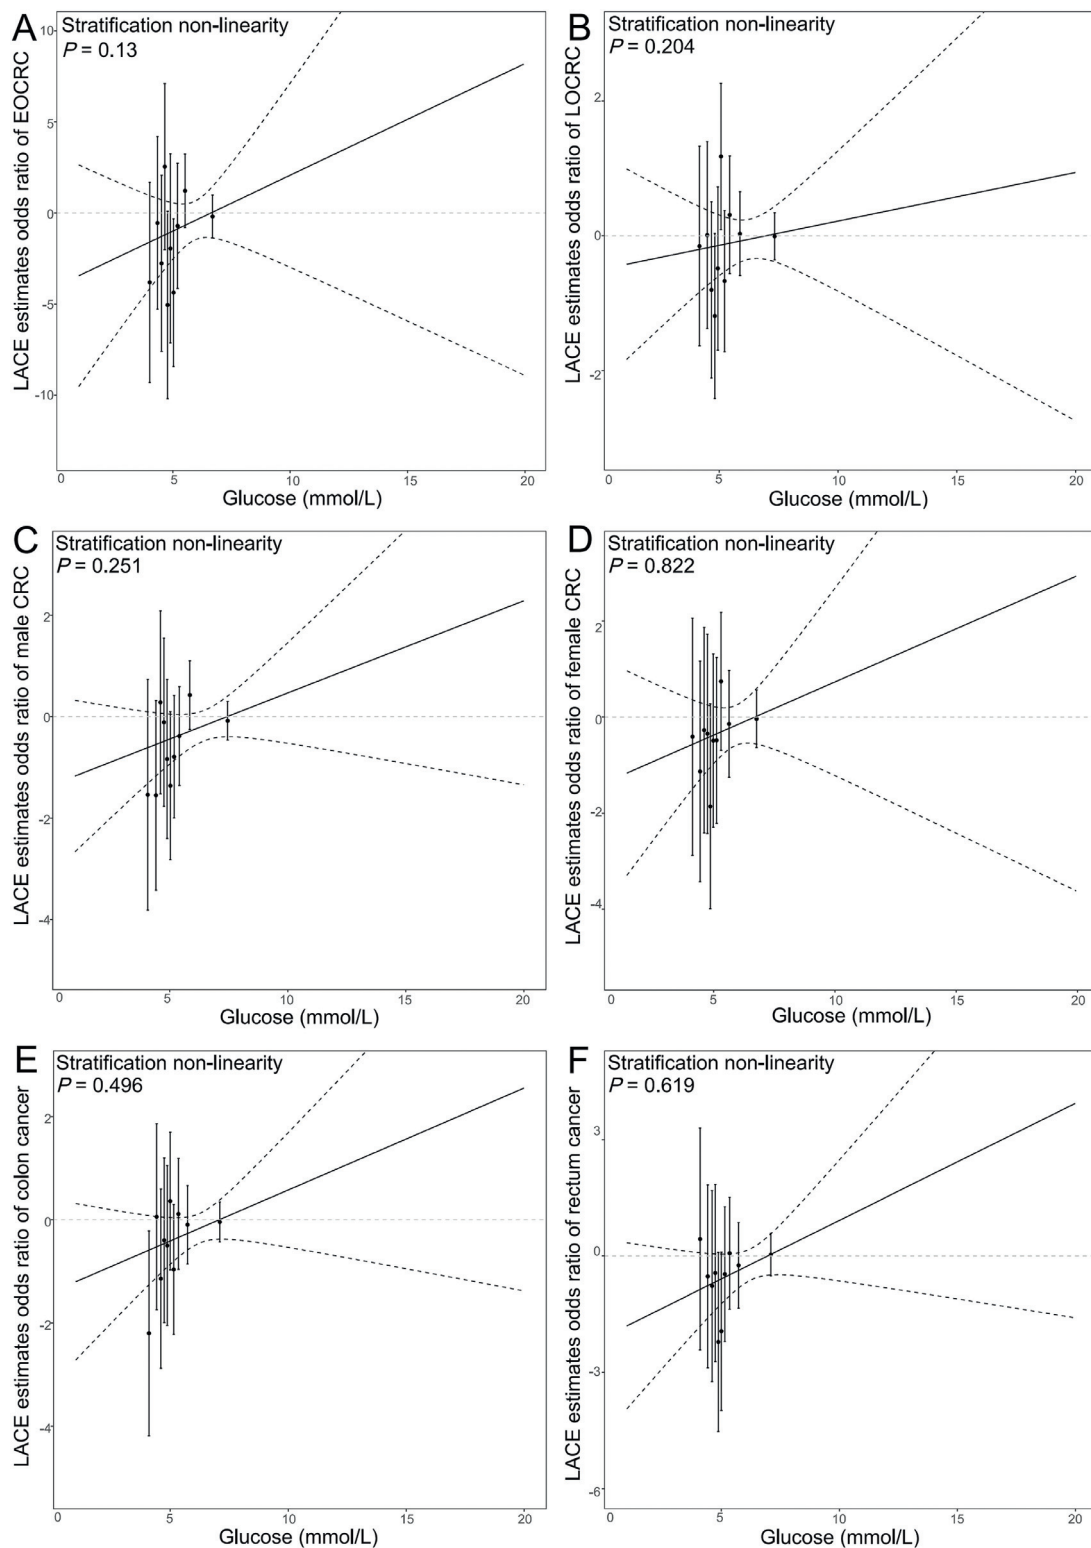 A
Stratification non-linearity
P = 0.13
LACE estimates odds ratio of EOCRC
10
5
0
-5
-10
0 5 10 15 20
Glucose (mmol/L)
B
Stratification non-linearity
P = 0.204
LACE estimates odds ratio of LOCRC
2
0
-2
0 5 10 15 20
Glucose (mmol/L)
C
Stratification non-linearity
P = 0.251
LACE estimates odds ratio of male CRC
2
0
-2
-4
0 5 10 15 20
Glucose (mmol/L)
D
Stratification non-linearity
P = 0.822
LACE estimates odds ratio of female CRC
2
0
-2
-4
0 5 10 15 20
Glucose (mmol/L)
E
Stratification non-linearity
P = 0.496
LACE estimates odds ratio of colon cancer
2
0
-2
-4
0 5 10 15 20
Glucose (mmol/L)
F
Stratification non-linearity
P = 0.619
LACE estimates odds ratio of rectum cancer
3
0
-3
-6
0 5 10 15 20
Glucose (mmol/L)